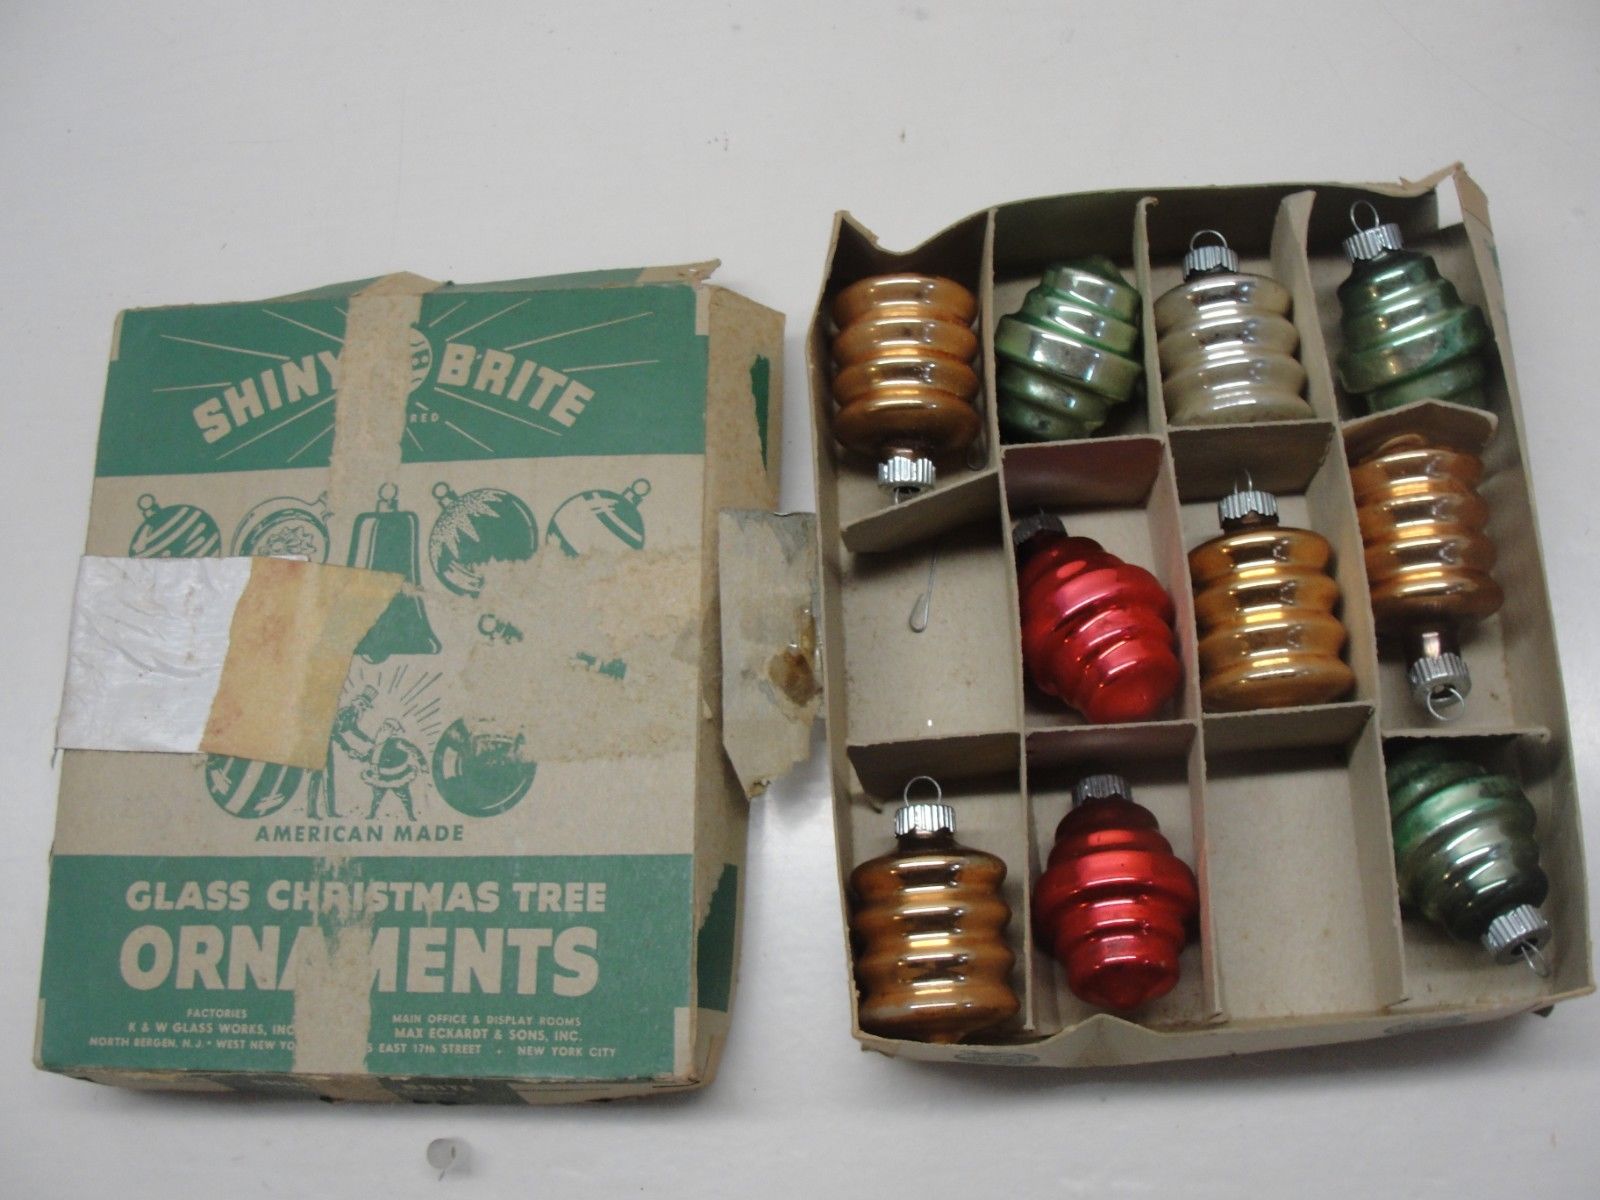 SHINY BRITE
AMERICAN MADE
GLASS CHRISTMAS TREE
ORNAMENTS
FACTORIES
K & W GLASS WORKS, INC
NORTH BERGEN, N.J. • WEST NEW YO
MAIN OFFICE & DISPLAY ROOMS
MAX ECKARDT & SONS, INC.
EAST 17th STREET • NEW YORK CITY
BRITE